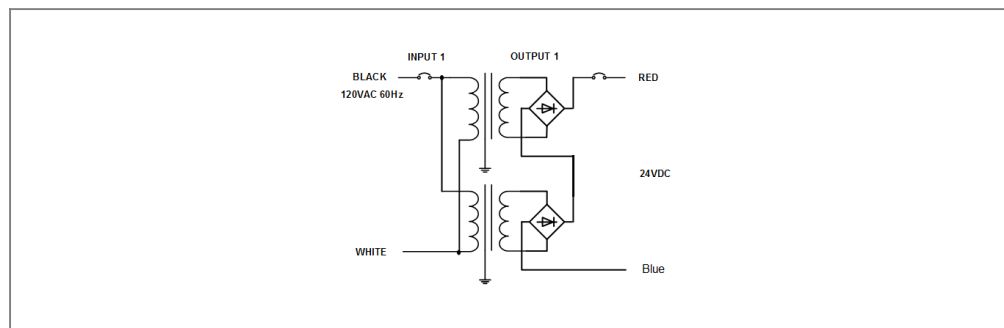 INPUT 1
OUTPUT 1
BLACK
RED
120VAC 60Hz
24VDC
WHITE
Blue